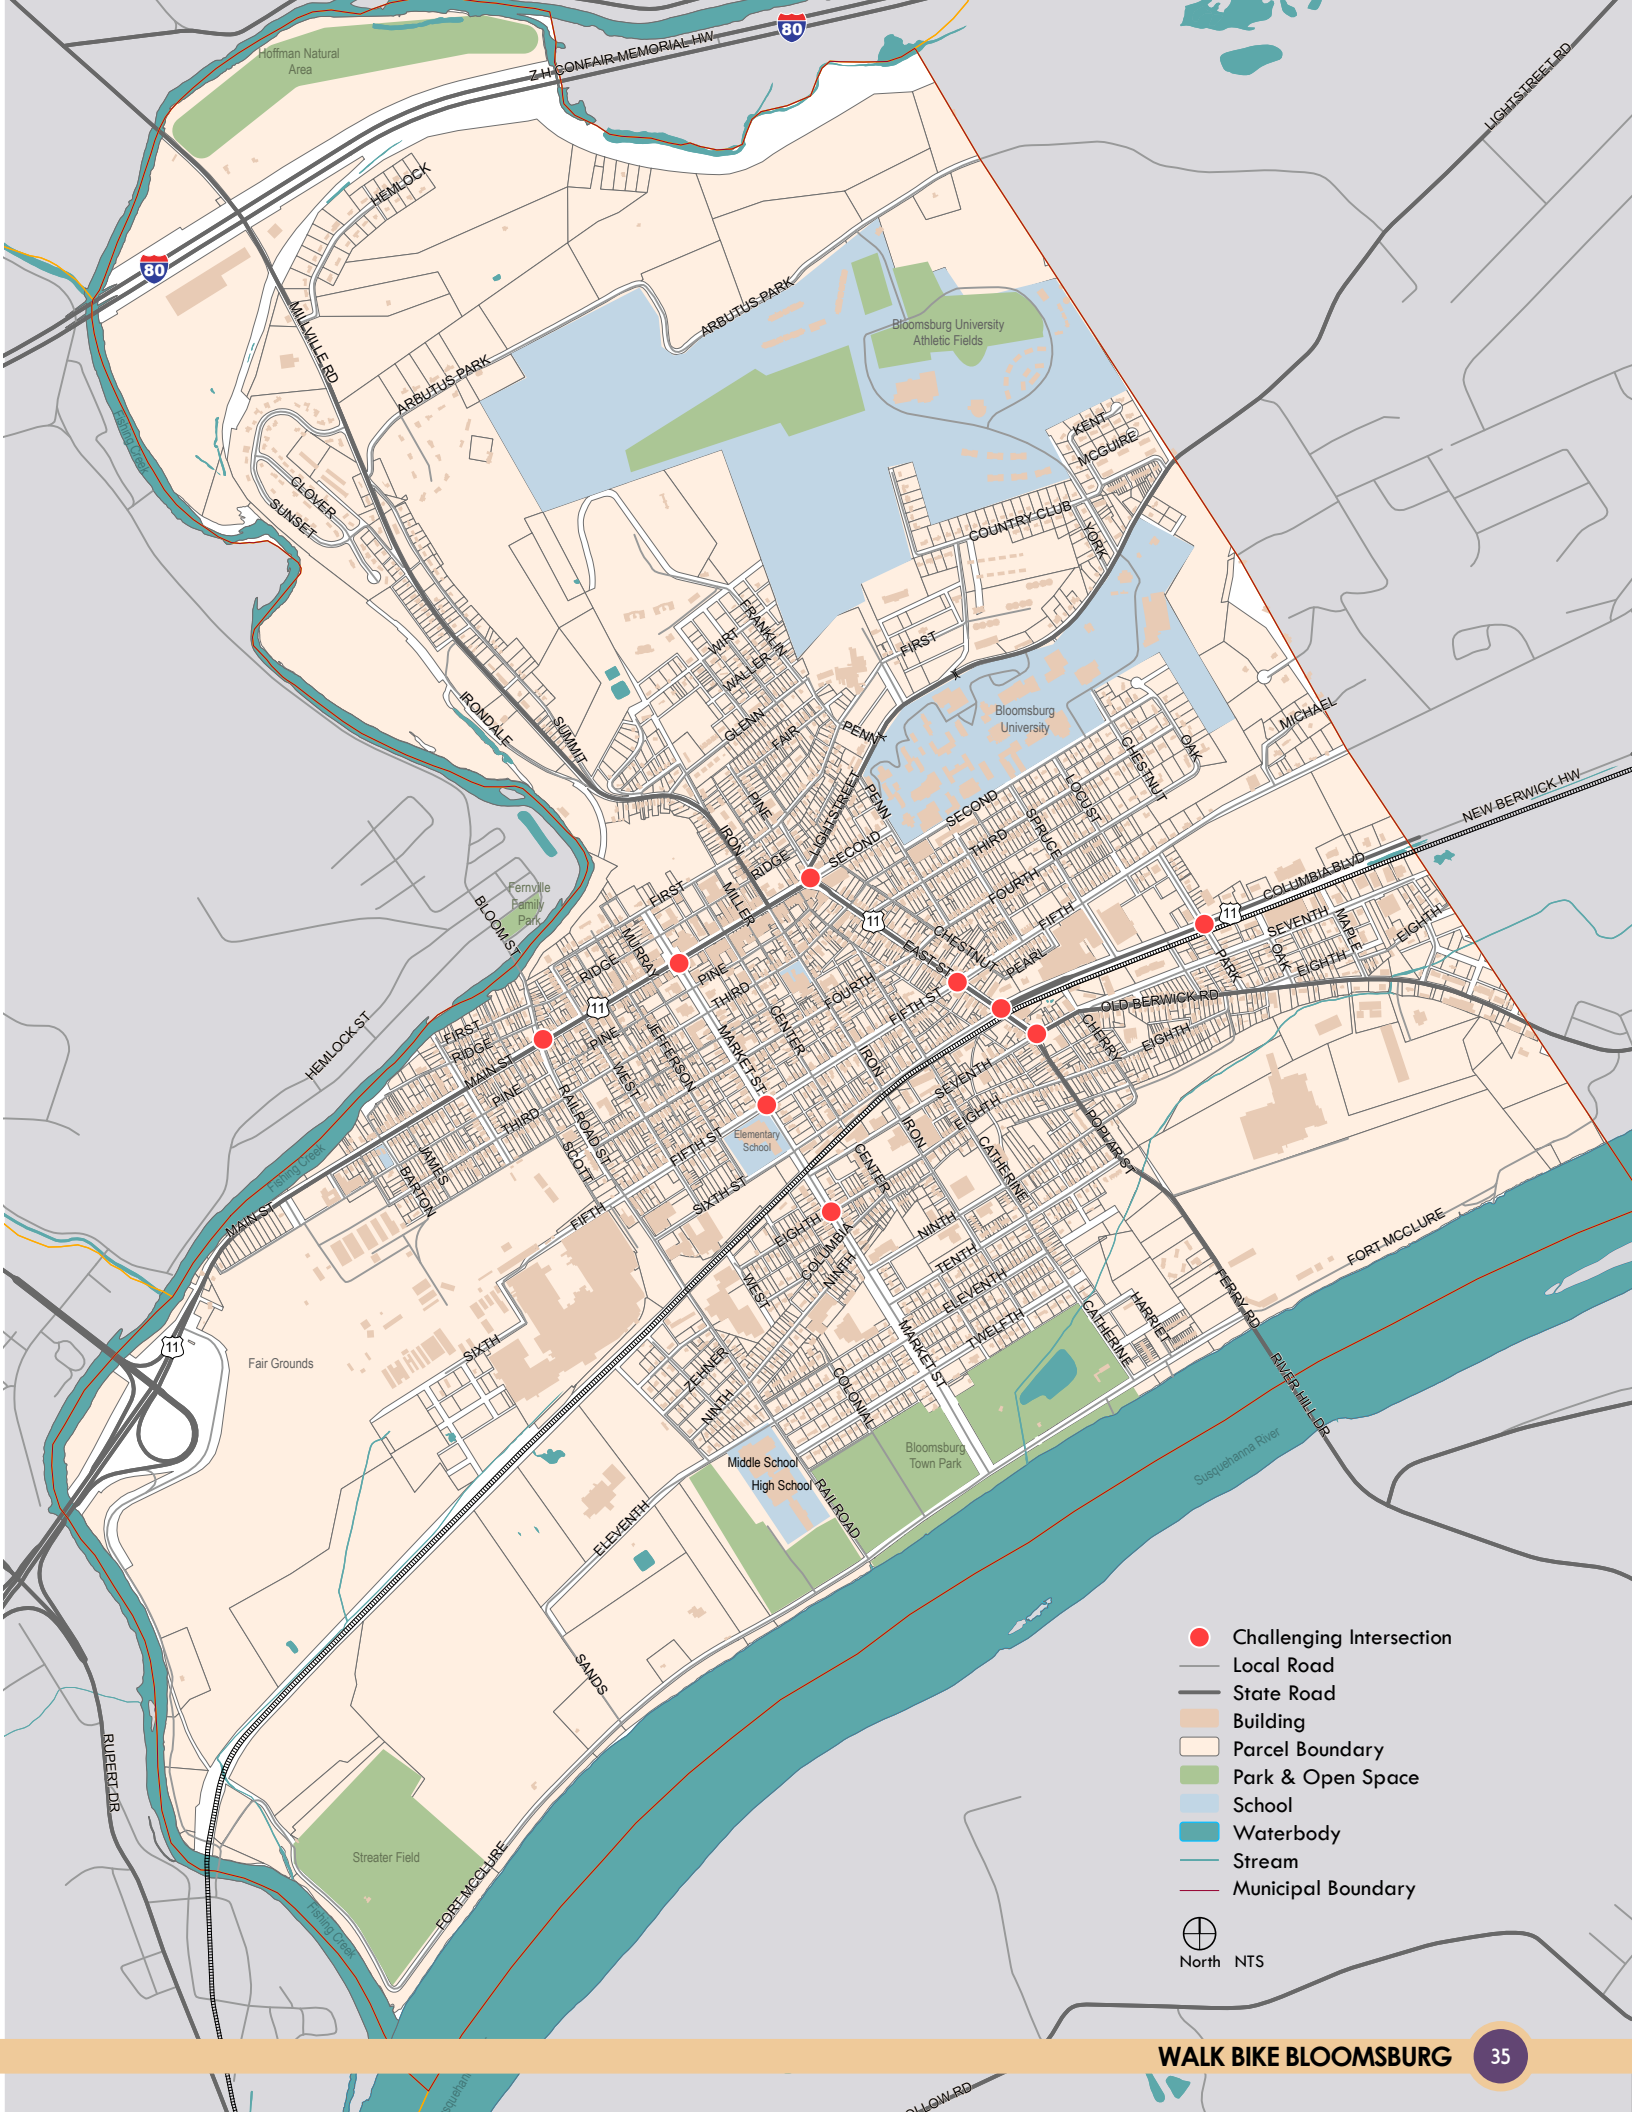 Hoffman Natural
Area
80
Z H CONFAIR MEMORIAL HW
LIGHTSTREET RD
HEMLOCK
80
MILLVILLE RD
ARBUTUS PARK
ARBUTUS PARK
Bloomsburg University
Athletic Fields
Fishing Creek
KENT
MCGUIRE
CLOVER
SUNSET
COUNTRY CLUB
YORK
FRANKLIN
WIRT
WALLER
FIRST
GLENN
FAIR
PENN
IRONDALE
SUMMIT
Bloomsburg
University
MICHAEL
OAK
CHESTNUT
LOCUST
NEW BERWICK HW
PINE
LIGHTSTREET
PENN
SECOND
SPRUCE
IRON
RIDGE
SECOND
THIRD
COLUMBIA BLVD
Fernville
Family
Park
BLOOM ST
FIRST
MILLER
FOURTH
11
11
FIFTH
CHESTNUT
SEVENTH
MAPLE
EIGHTH
MURRAY
RIDGE
PINE
THIRD
EAST ST
PEARL
PARK
OAK
EIGHTH
11
FOURTH
FIFTH ST
OLD BERWICK RD
HEMLOCK ST
FIRST
RIDGE
PINE
JEFFERSON
MARKET ST
CENTER
IRON
CHERRY
EIGHTH
MAIN ST
PINE
WEST
SEVENTH
THIRD
RAILROAD ST
EIGHTH
IRON
POPLAR ST
Elementary
School
FIFTH ST
SCOTT
JAMES
BARTON
Fishing Creek
CENTER
CATHERINE
SIXTH ST
MAIN ST
FIFTH
EIGHTH
COLUMBIA
NINTH
NINTH
TENTH
ELEVENTH
TWELFTH
FORT MCCLURE
WEST
FERRY RD
HARRIET
CATHERINE
11
Fair Grounds
SIXTH
ZEHNER
NINTH
MARKET ST
COLONIAL
RIVER HILL DR
Bloomsburg
Town Park
Susquehanna River
Middle School
High School
RAILROAD
ELEVENTH
SANDS
RUPERT DR
Streater Field
FORT MCCLURE
Fishing Creek
Challenging Intersection
Local Road
State Road
Building
Parcel Boundary
Park & Open Space
School
Waterbody
Stream
Municipal Boundary
North NTS
WALK BIKE BLOOMSBURG 35